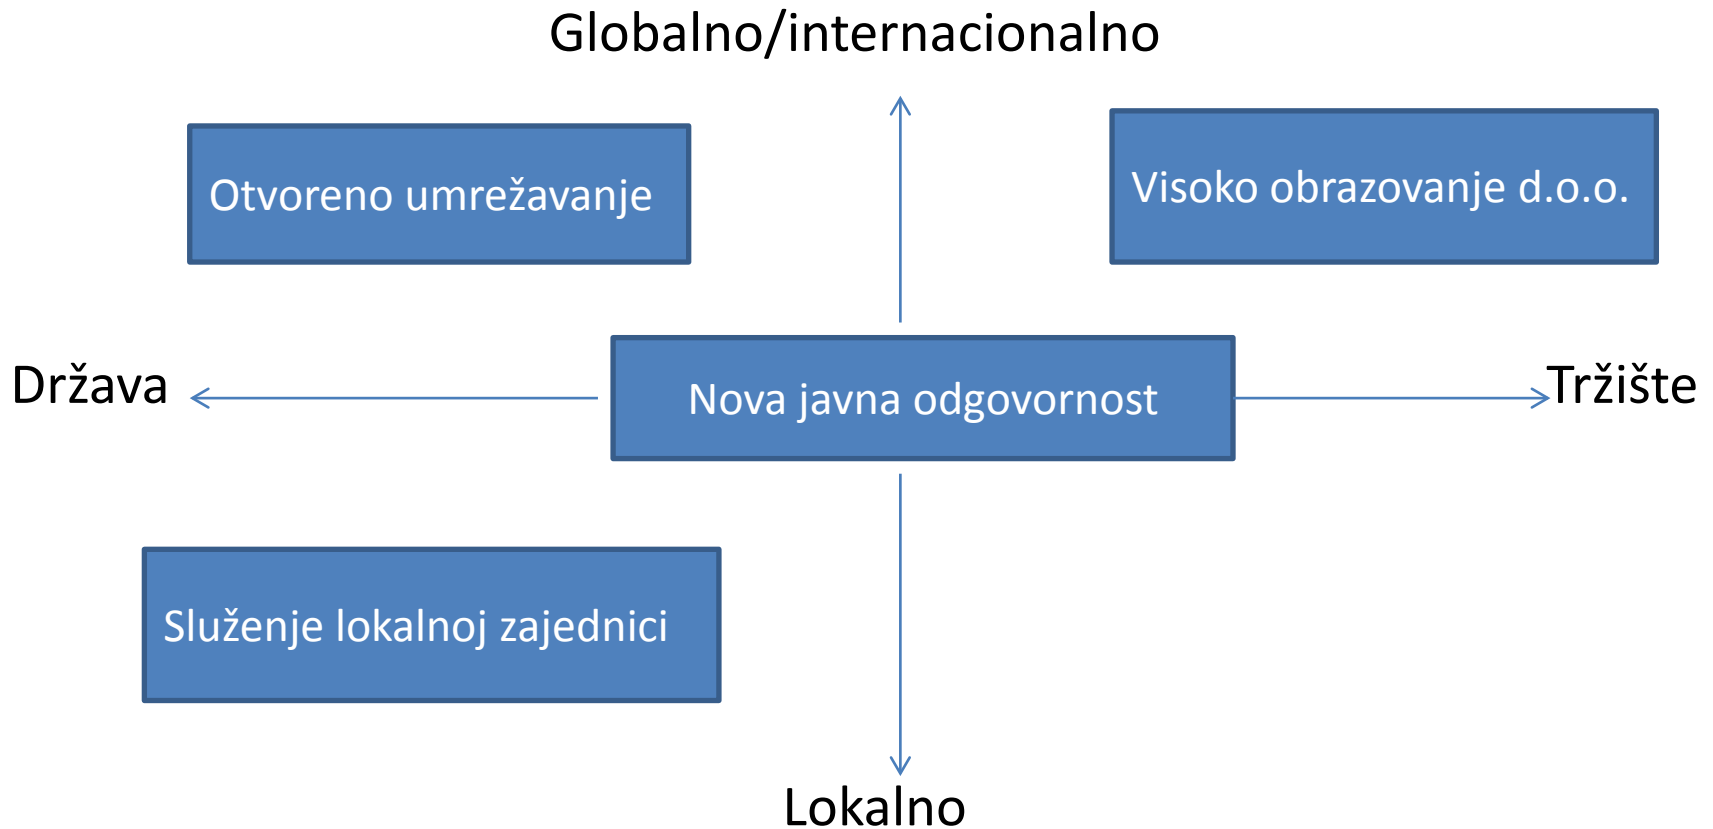 Globalno/internacionalno
Otvoreno umrežavanje
Visoko obrazovanje d.o.o.
Država
Nova javna odgovornost
Tržište
Služenje lokalnoj zajednici
Lokalno